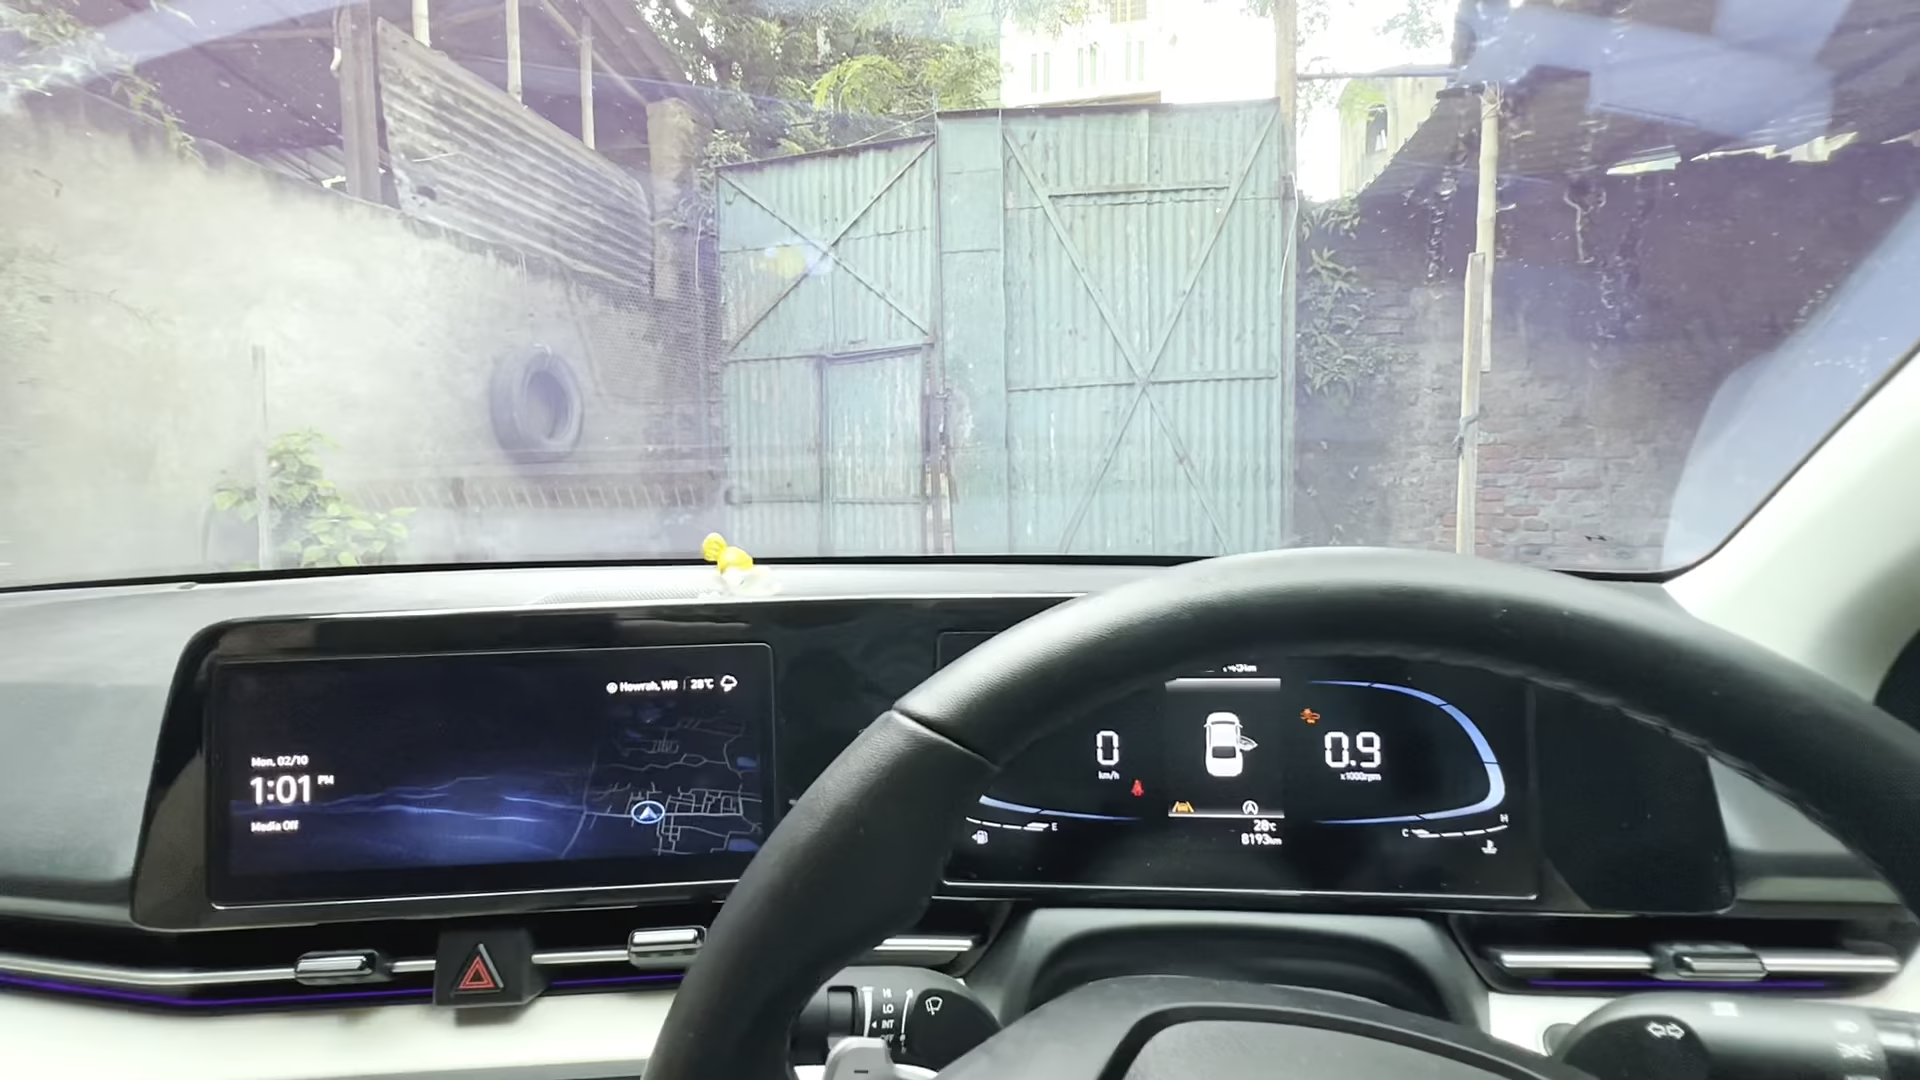 Howrah, WB 28°C
Mon, 02/10
1:01 PM
Media Off
0
km/h
0.9
x1000rpm
E
28°C
8193km
C
H
HI
LO
INT
OFF